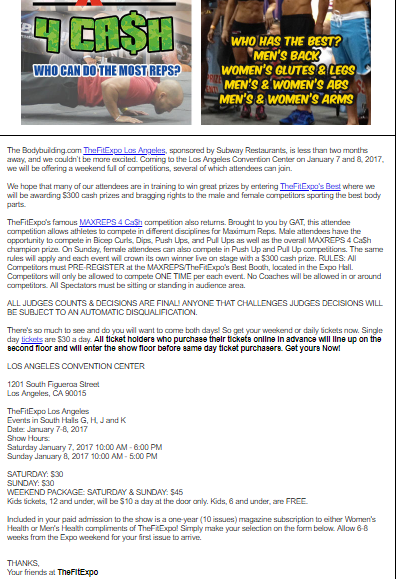 4 CA$H
WHO CAN DO THE MOST REPS?
WHO HAS THE BEST?
MEN'S BACK
WOMEN'S GLUTES & LEGS
MEN'S & WOMEN'S ABS
MEN'S & WOMEN'S ARMS
The Bodybuilding.com TheFitExpo Los Angeles, sponsored by Subway Restaurants, is less than two months
away, and we couldn't be more excited. Coming to the Los Angeles Convention Center on January 7 and 8, 2017,
we will be offering a weekend full of competitions, several of which attendees can join.
We hope that many of our attendees are in training to win great prizes by entering TheFitExpo's Best where we
will be awarding $300 cash prizes and bragging rights to the male and female competitors sporting the best body
parts.
TheFitExpo's famous MAXREPS 4 Ca$h competition also returns. Brought to you by GAT, this attendee
competition allows athletes to compete in different disciplines for Maximum Reps. Male attendees have the
opportunity to compete in Bicep Curls, Dips, Push Ups, and Pull Ups as well as the overall MAXREPS 4 Ca$h
champion prize. On Sunday, female attendees can also compete in Push Up and Pull Up competitions. The same
rules will apply and each event will crown its own winner live on stage with a $300 cash prize. RULES: All
Competitors must PRE-REGISTER at the MAXREPS/TheFitExpo's Best Booth, located in the Expo Hall.
Competitors will only be allowed to compete ONE TIME per each event. No Coaches will be allowed in or around
competitors. All Spectators must be sitting or standing in audience area.
ALL JUDGES COUNTS & DECISIONS ARE FINAL! ANYONE THAT CHALLENGES JUDGES DECISIONS WILL
BE SUBJECT TO AN AUTOMATIC DISQUALIFICATION.
There's so much to see and do you will want to come both days! So get your weekend or daily tickets now. Single
day tickets are $30 a day. All ticket holders who purchase their tickets online in advance will line up on the
second floor and will enter the show floor before same day ticket purchasers. Get yours Now!
LOS ANGELES CONVENTION CENTER
1201 South Figueroa Street
Los Angeles, CA 90015
TheFitExpo Los Angeles
Events in South Halls G, H, J and K
Date: January 7-8, 2017
Show Hours:
Saturday January 7, 2017 10:00 AM - 6:00 PM
Sunday January 8, 2017 10:00 AM - 5:00 PM
SATURDAY: $30
SUNDAY: $30
WEEKEND PACKAGE: SATURDAY & SUNDAY: $45
Kids tickets, 12 and under, will be $10 a day at the door only. Kids, 6 and under, are FREE.
Included in your paid admission to the show is a one-year (10 issues) magazine subscription to either Women's
Health or Men's Health compliments of TheFitExpo! Simply make your selection on the form below. Allow 6-8
weeks from the Expo weekend for your first issue to arrive.
THANKS,
Your friends at TheFitExpo